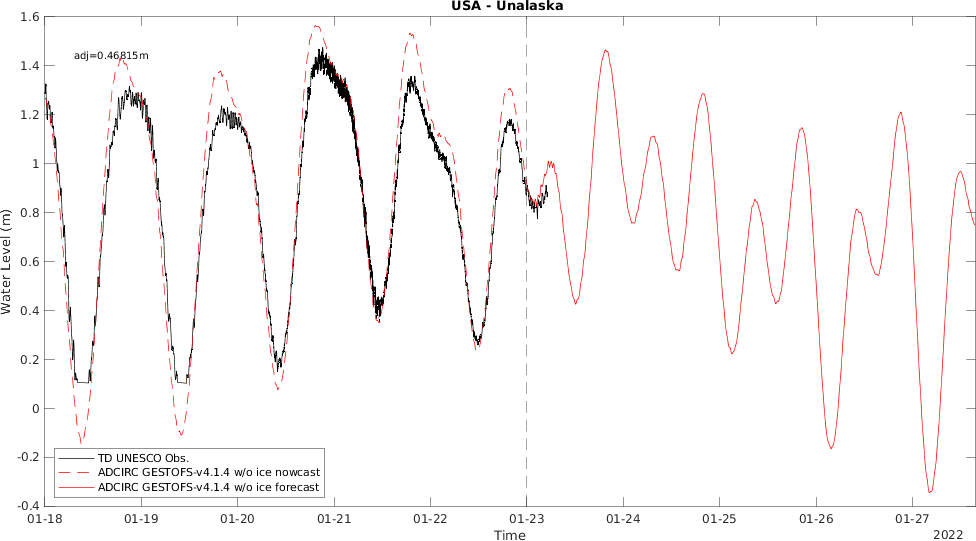 USA - Unalaska
adj=0.46815m
Water Level (m)
1.6
1.4
1.2
1
0.8
0.6
0.4
0.2
0
-0.2
-0.4
TD UNESCO Obs.
ADCIRC GESTOFS-v4.1.4 w/o ice nowcast
ADCIRC GESTOFS-v4.1.4 w/o ice forecast
01-18 01-19 01-20 01-21 01-22 01-23 01-24 01-25 01-26 01-27
Time
2022